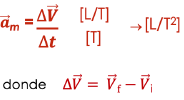 a⃗ₘ = ΔV⃗ / Δt [L/T] / [T] → [L/T²]
donde ΔV⃗ = V⃗f – V⃗i